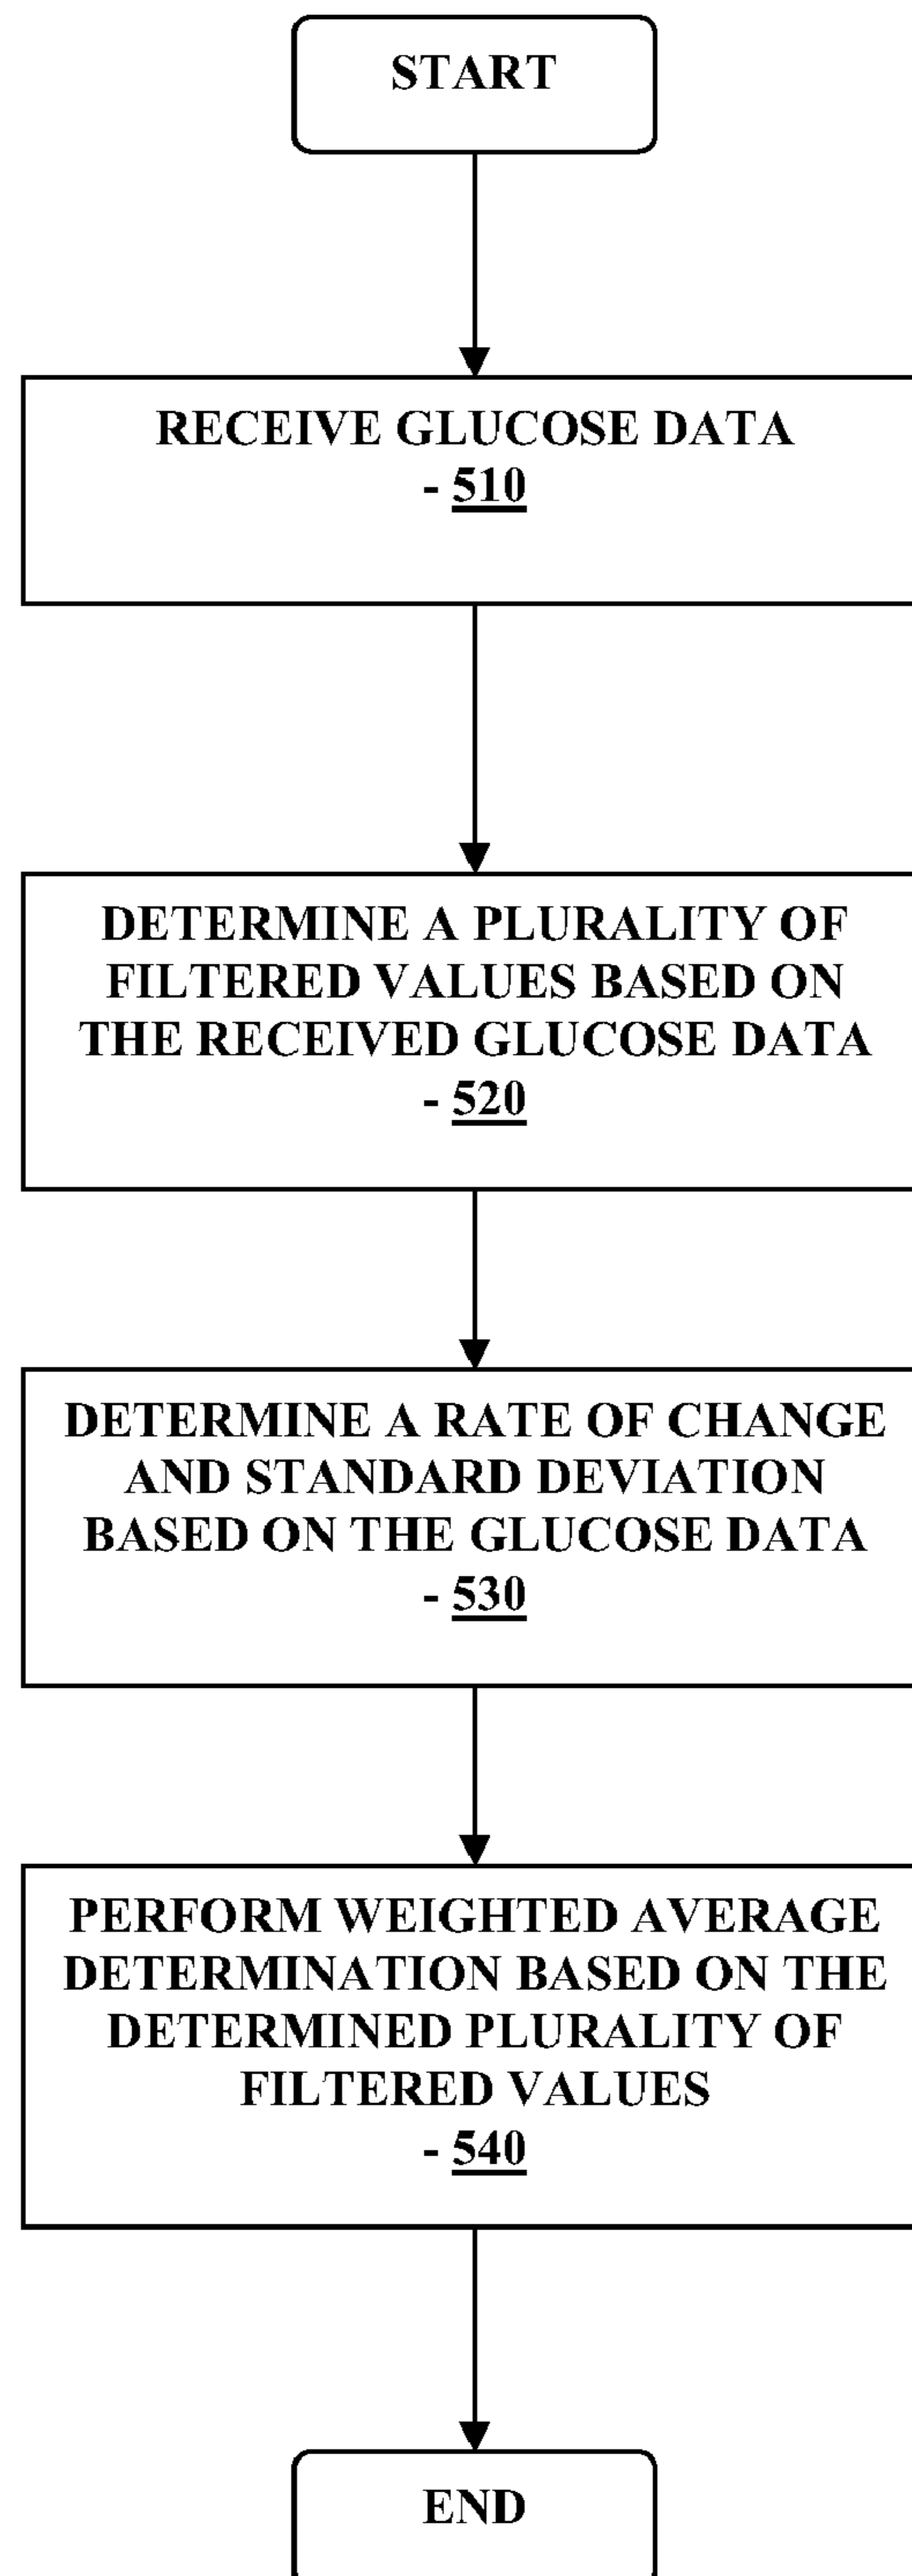 START
RECEIVE GLUCOSE DATA
- 510
DETERMINE A PLURALITY OF
FILTERED VALUES BASED ON
THE RECEIVED GLUCOSE DATA
- 520
DETERMINE A RATE OF CHANGE
AND STANDARD DEVIATION
BASED ON THE GLUCOSE DATA
- 530
PERFORM WEIGHTED AVERAGE
DETERMINATION BASED ON THE
DETERMINED PLURALITY OF
FILTERED VALUES
- 540
END